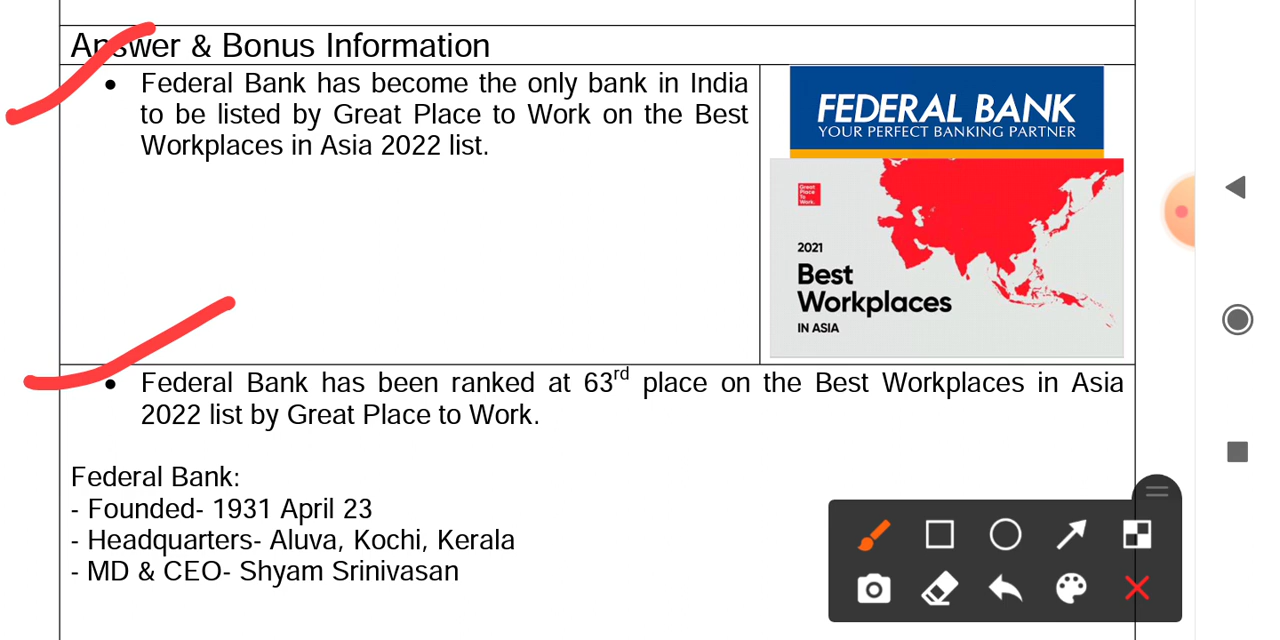 Answer & Bonus Information
• Federal Bank has become the only bank in India
to be listed by Great Place to Work on the Best
Workplaces in Asia 2022 list.
FEDERAL BANK
YOUR PERFECT BANKING PARTNER
Great
Place
To
Work.
2021
Best
Workplaces
IN ASIA
• Federal Bank has been ranked at 63rd place on the Best Workplaces in Asia
2022 list by Great Place to Work.
Federal Bank:
- Founded- 1931 April 23
- Headquarters- Aluva, Kochi, Kerala
- MD & CEO- Shyam Srinivasan